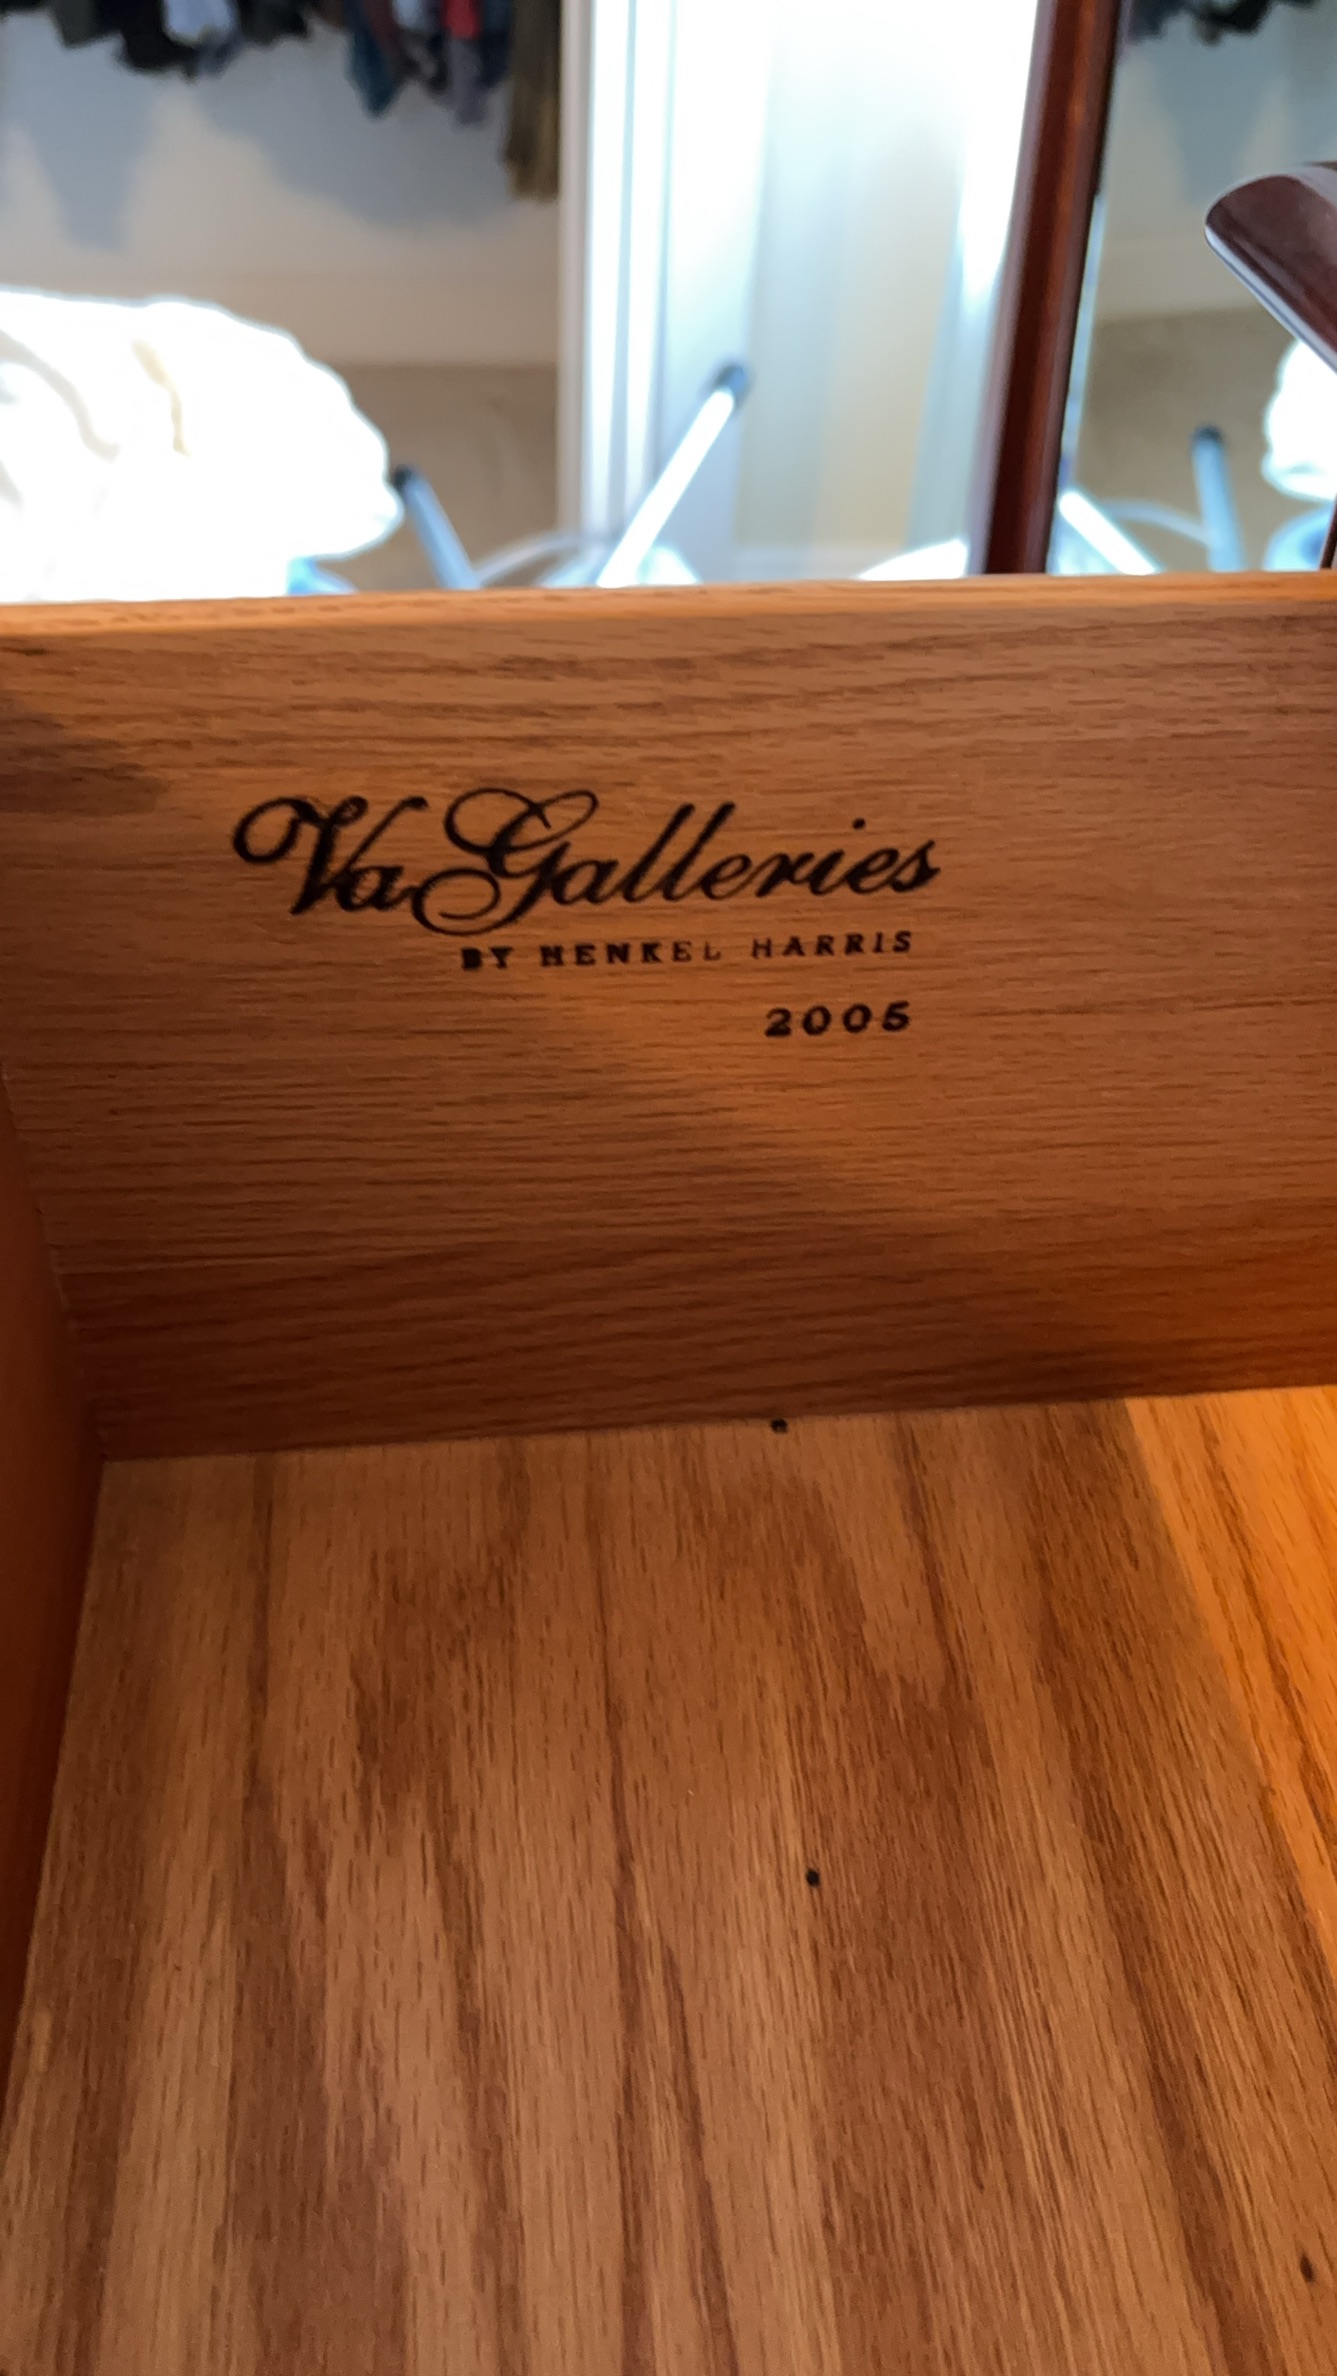 Va Galleries
BY HENKEL HARRIS
2005